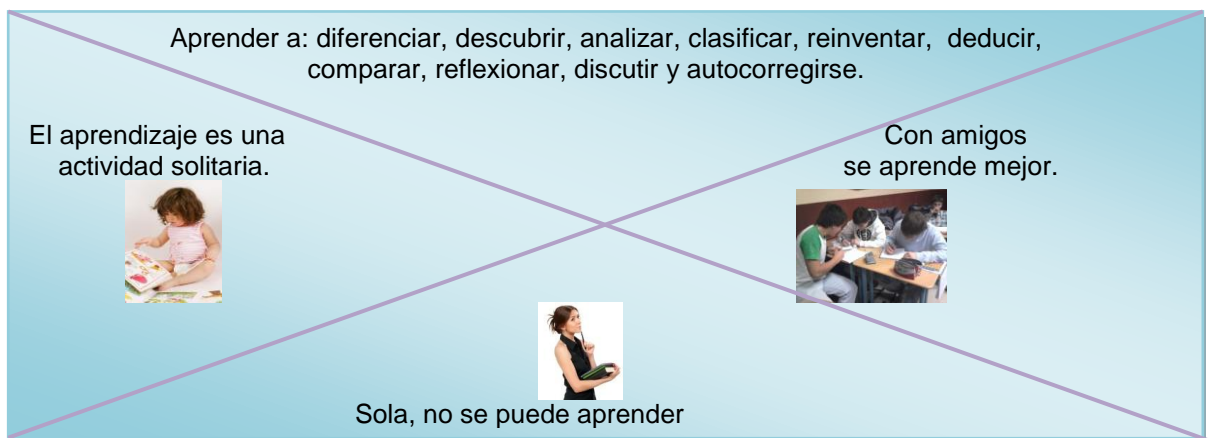 Aprender a: diferenciar, descubrir, analizar, clasificar, reinventar, deducir,
comparar, reflexionar, discutir y autocorregirse.
El aprendizaje es una
actividad solitaria.
Con amigos
se aprende mejor.
Sola, no se puede aprender